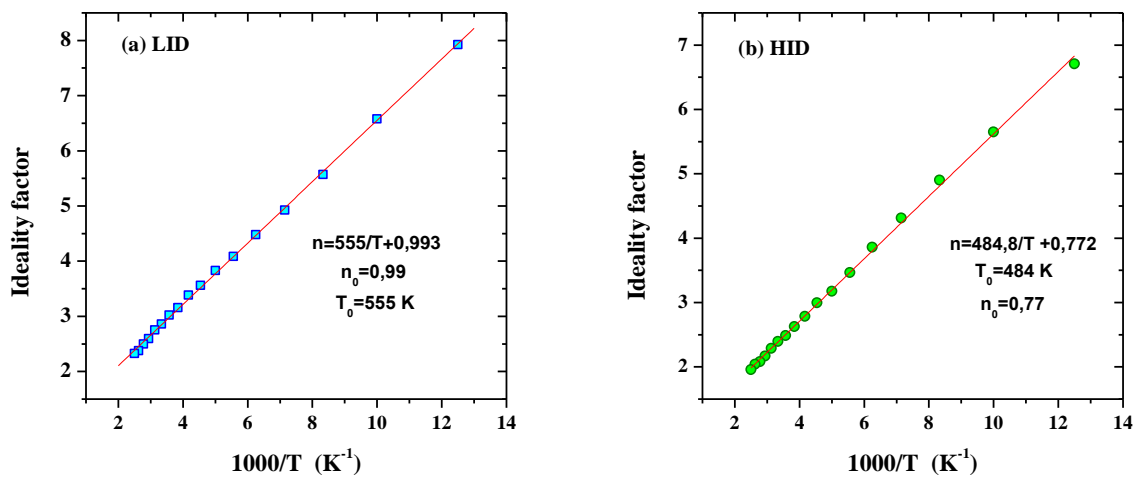 (a) LID
8
7
6
5
4
3
2
Ideality factor
n=555/T+0,993
n₀=0,99
T₀=555 K
2 4 6 8 10 12 14
1000/T (K⁻¹)
(b) HID
7
6
5
4
3
2
Ideality factor
n=484,8/T +0,772
T₀=484 K
n₀=0,77
2 4 6 8 10 12 14
1000/T (K⁻¹)